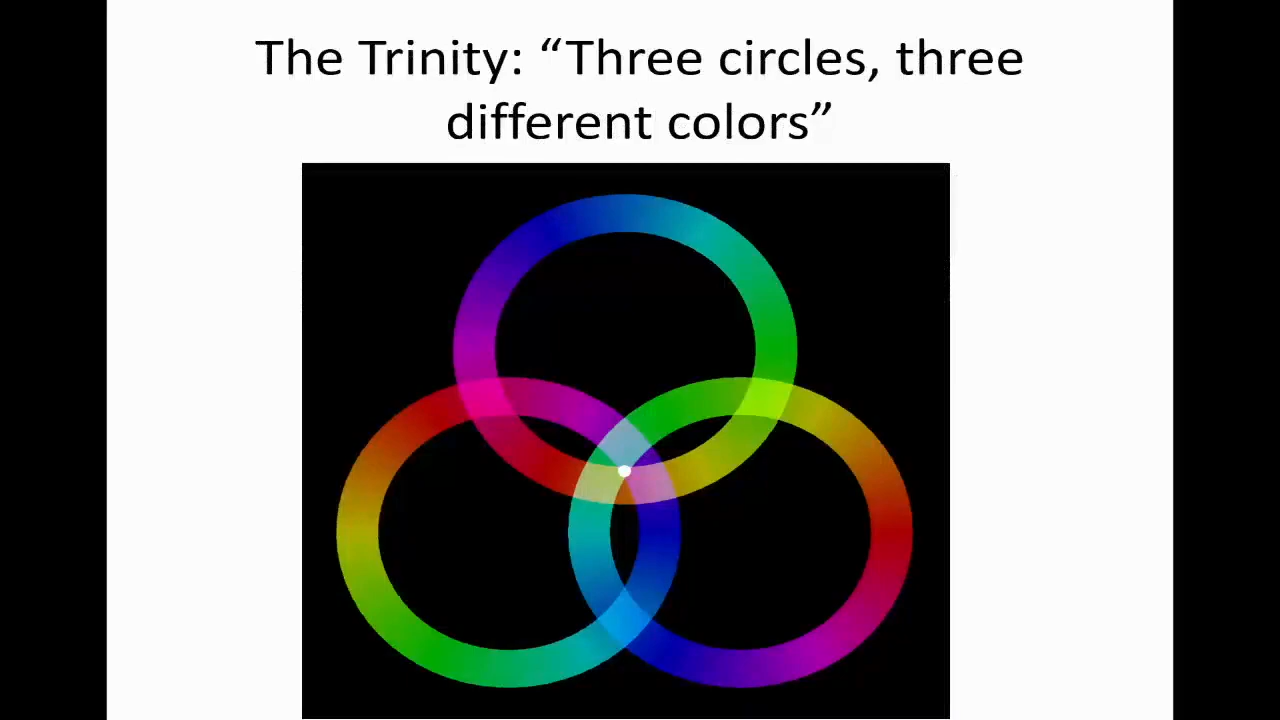 The Trinity: “Three circles, three
different colors”